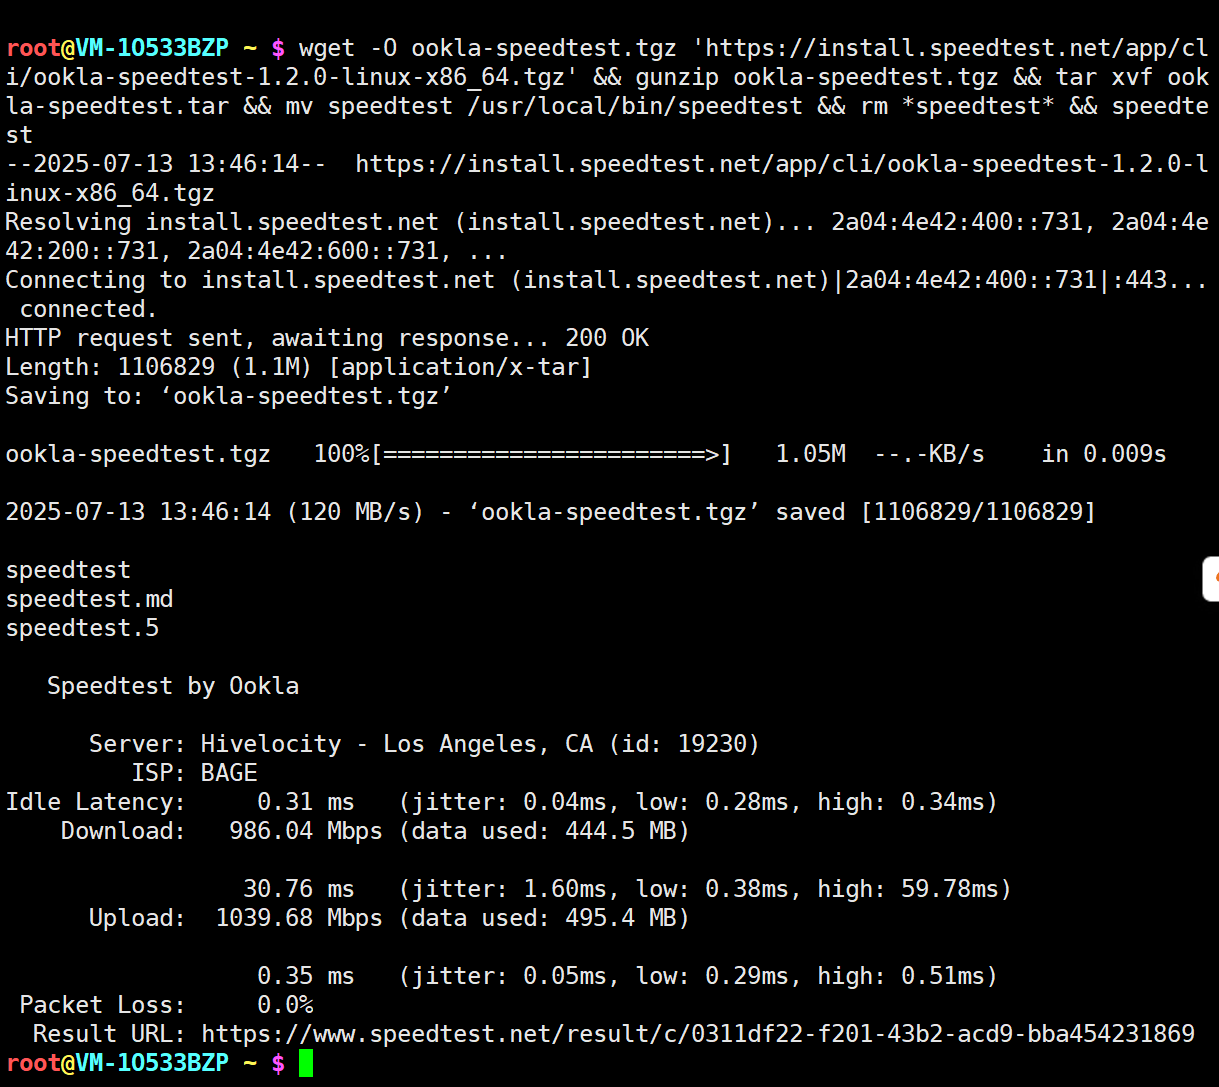 root@VM-1O533BZP ~ $ wget -O ookla-speedtest.tgz 'https://install.speedtest.net/app/cl
i/ookla-speedtest-1.2.0-linux-x86_64.tgz' && gunzip ookla-speedtest.tgz && tar xvf ook
la-speedtest.tar && mv speedtest /usr/local/bin/speedtest && rm *speedtest* && speedte
st
--2025-07-13 13:46:14--  https://install.speedtest.net/app/cli/ookla-speedtest-1.2.0-l
inux-x86_64.tgz
Resolving install.speedtest.net (install.speedtest.net)... 2a04:4e42:400::731, 2a04:4e
42:200::731, 2a04:4e42:600::731, ...
Connecting to install.speedtest.net (install.speedtest.net)|2a04:4e42:400::731|:443...
 connected.
HTTP request sent, awaiting response... 200 OK
Length: 1106829 (1.1M) [application/x-tar]
Saving to: ‘ookla-speedtest.tgz’

ookla-speedtest.tgz   100%[=======================>]   1.05M  --.-KB/s    in 0.009s

2025-07-13 13:46:14 (120 MB/s) - ‘ookla-speedtest.tgz’ saved [1106829/1106829]

speedtest
speedtest.md
speedtest.5

   Speedtest by Ookla

      Server: Hivelocity - Los Angeles, CA (id: 19230)
         ISP: BAGE
Idle Latency:     0.31 ms   (jitter: 0.04ms, low: 0.28ms, high: 0.34ms)
    Download:   986.04 Mbps (data used: 444.5 MB)

                 30.76 ms   (jitter: 1.60ms, low: 0.38ms, high: 59.78ms)
      Upload:  1039.68 Mbps (data used: 495.4 MB)

                  0.35 ms   (jitter: 0.05ms, low: 0.29ms, high: 0.51ms)
 Packet Loss:     0.0%
  Result URL: https://www.speedtest.net/result/c/0311df22-f201-43b2-acd9-bba454231869
root@VM-1O533BZP ~ $